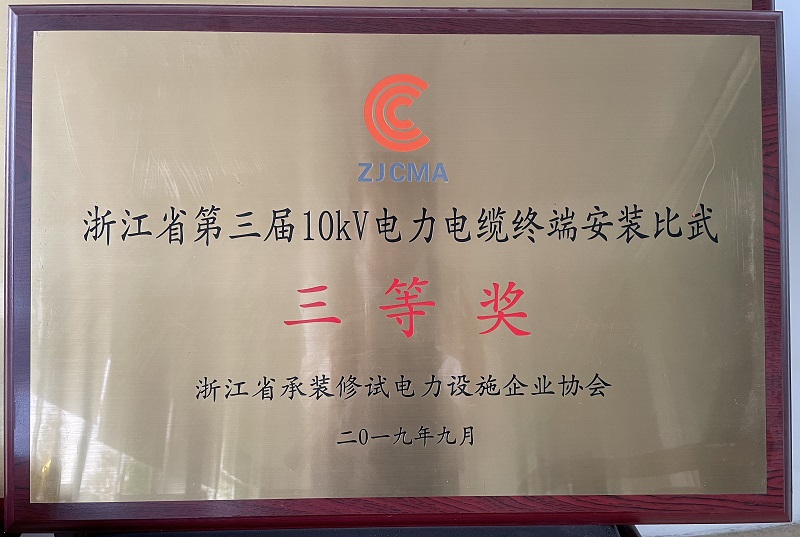 ZJCMA
浙江省第三届10kV电力电缆终端安装比武
三等奖
浙江省承装修试电力设施企业协会
二0一九年九月